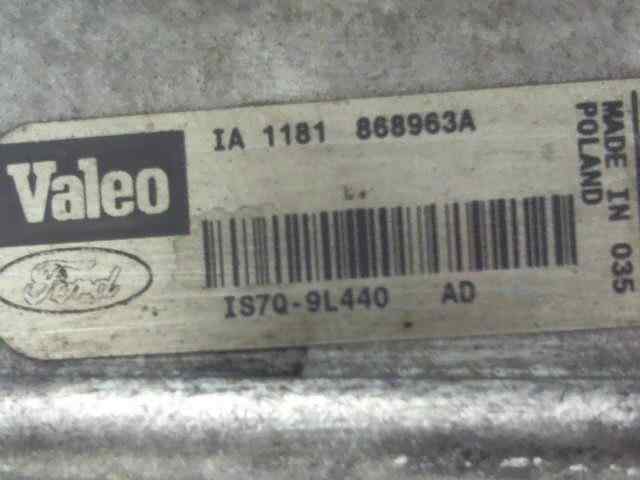 IA 1181 868963A
Valeo
Ford
IS7Q-9L440 AD
MADE IN
POLAND
035